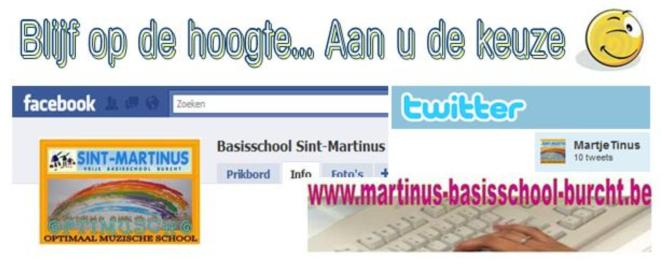 Blijf op de hoogte... Aan u de keuze
facebook
Zoeken
Basisschool Sint-Martinus
Prikbord Info Foto's +
SINT-MARTINUS
VRIJE BASISSCHOOL BURCHT
OPTIMUSCH
OPTIMAAL MUZISCHE SCHOOL
twitter
MartjeTinus
10 tweets
www.martinus-basisschool-burcht.be